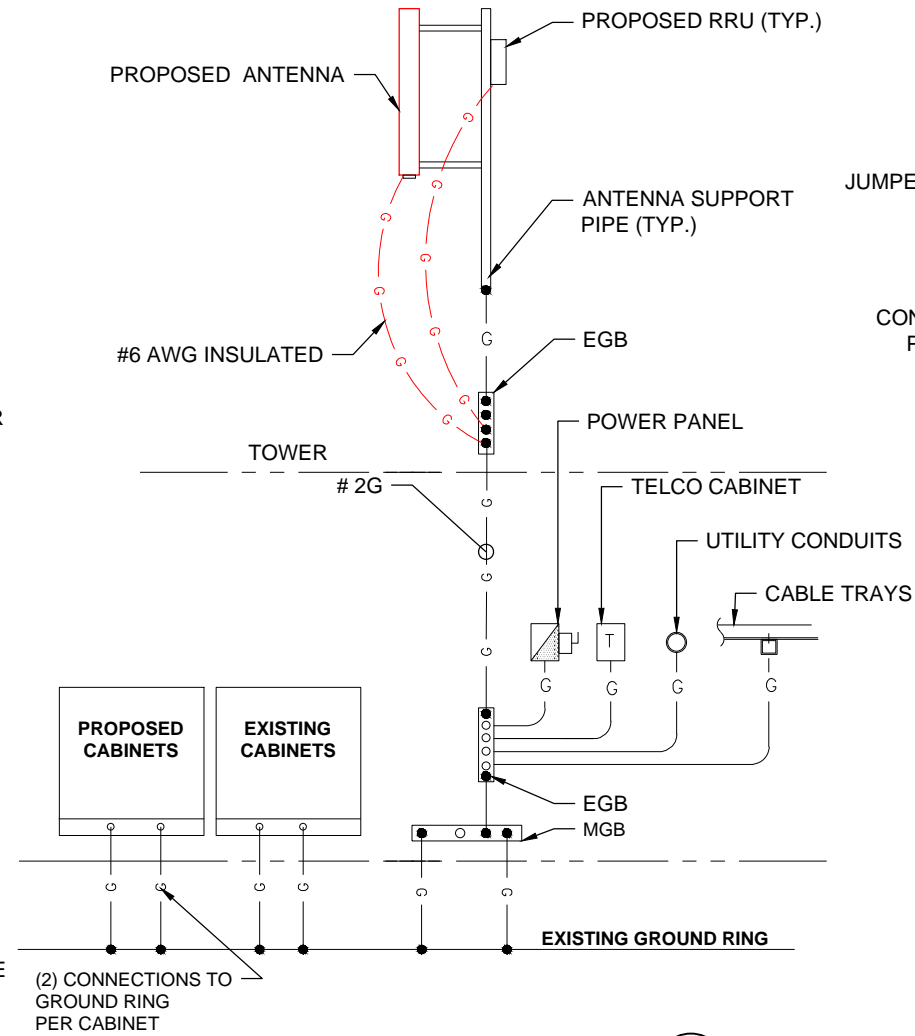 PROPOSED RRU (TYP.)
PROPOSED ANTENNA
G
G
JUMPE
ANTENNA SUPPORT
PIPE (TYP.)
G
G
G
G
CON
P
G
G
EGB
#6 AWG INSULATED
G
G
G
G
R
POWER PANEL
TOWER
# 2G
TELCO CABINET
G
UTILITY CONDUITS
G
CABLE TRAYS
T
G
G
G
G
G
PROPOSED
CABINETS
EXISTING
CABINETS
EGB
MGB
G
G
G
G
G
G
EXISTING GROUND RING
E
(2) CONNECTIONS TO
GROUND RING
PER CABINET